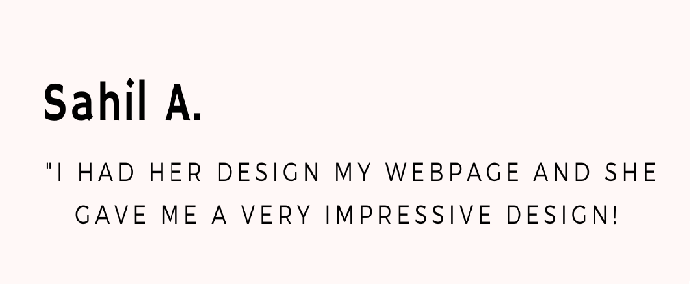 Sahil A.
"I HAD HER DESIGN MY WEBPAGE AND SHE
GAVE ME A VERY IMPRESSIVE DESIGN!